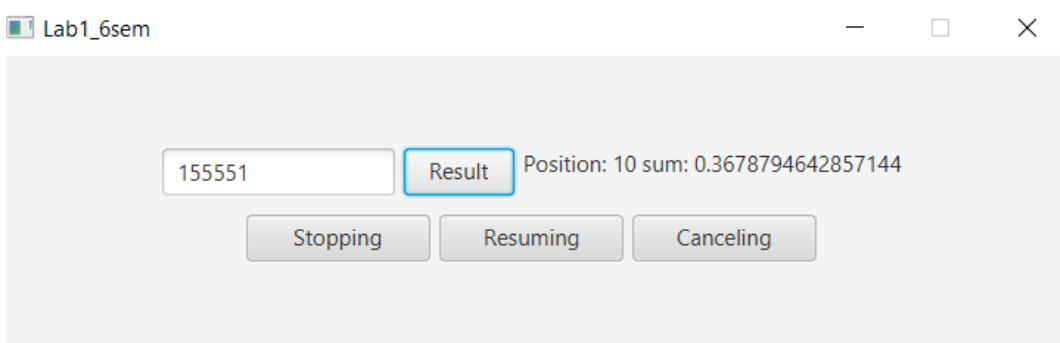 Lab1_6sem
155551 Result Position: 10 sum: 0.3678794642857144
Stopping Resuming Canceling